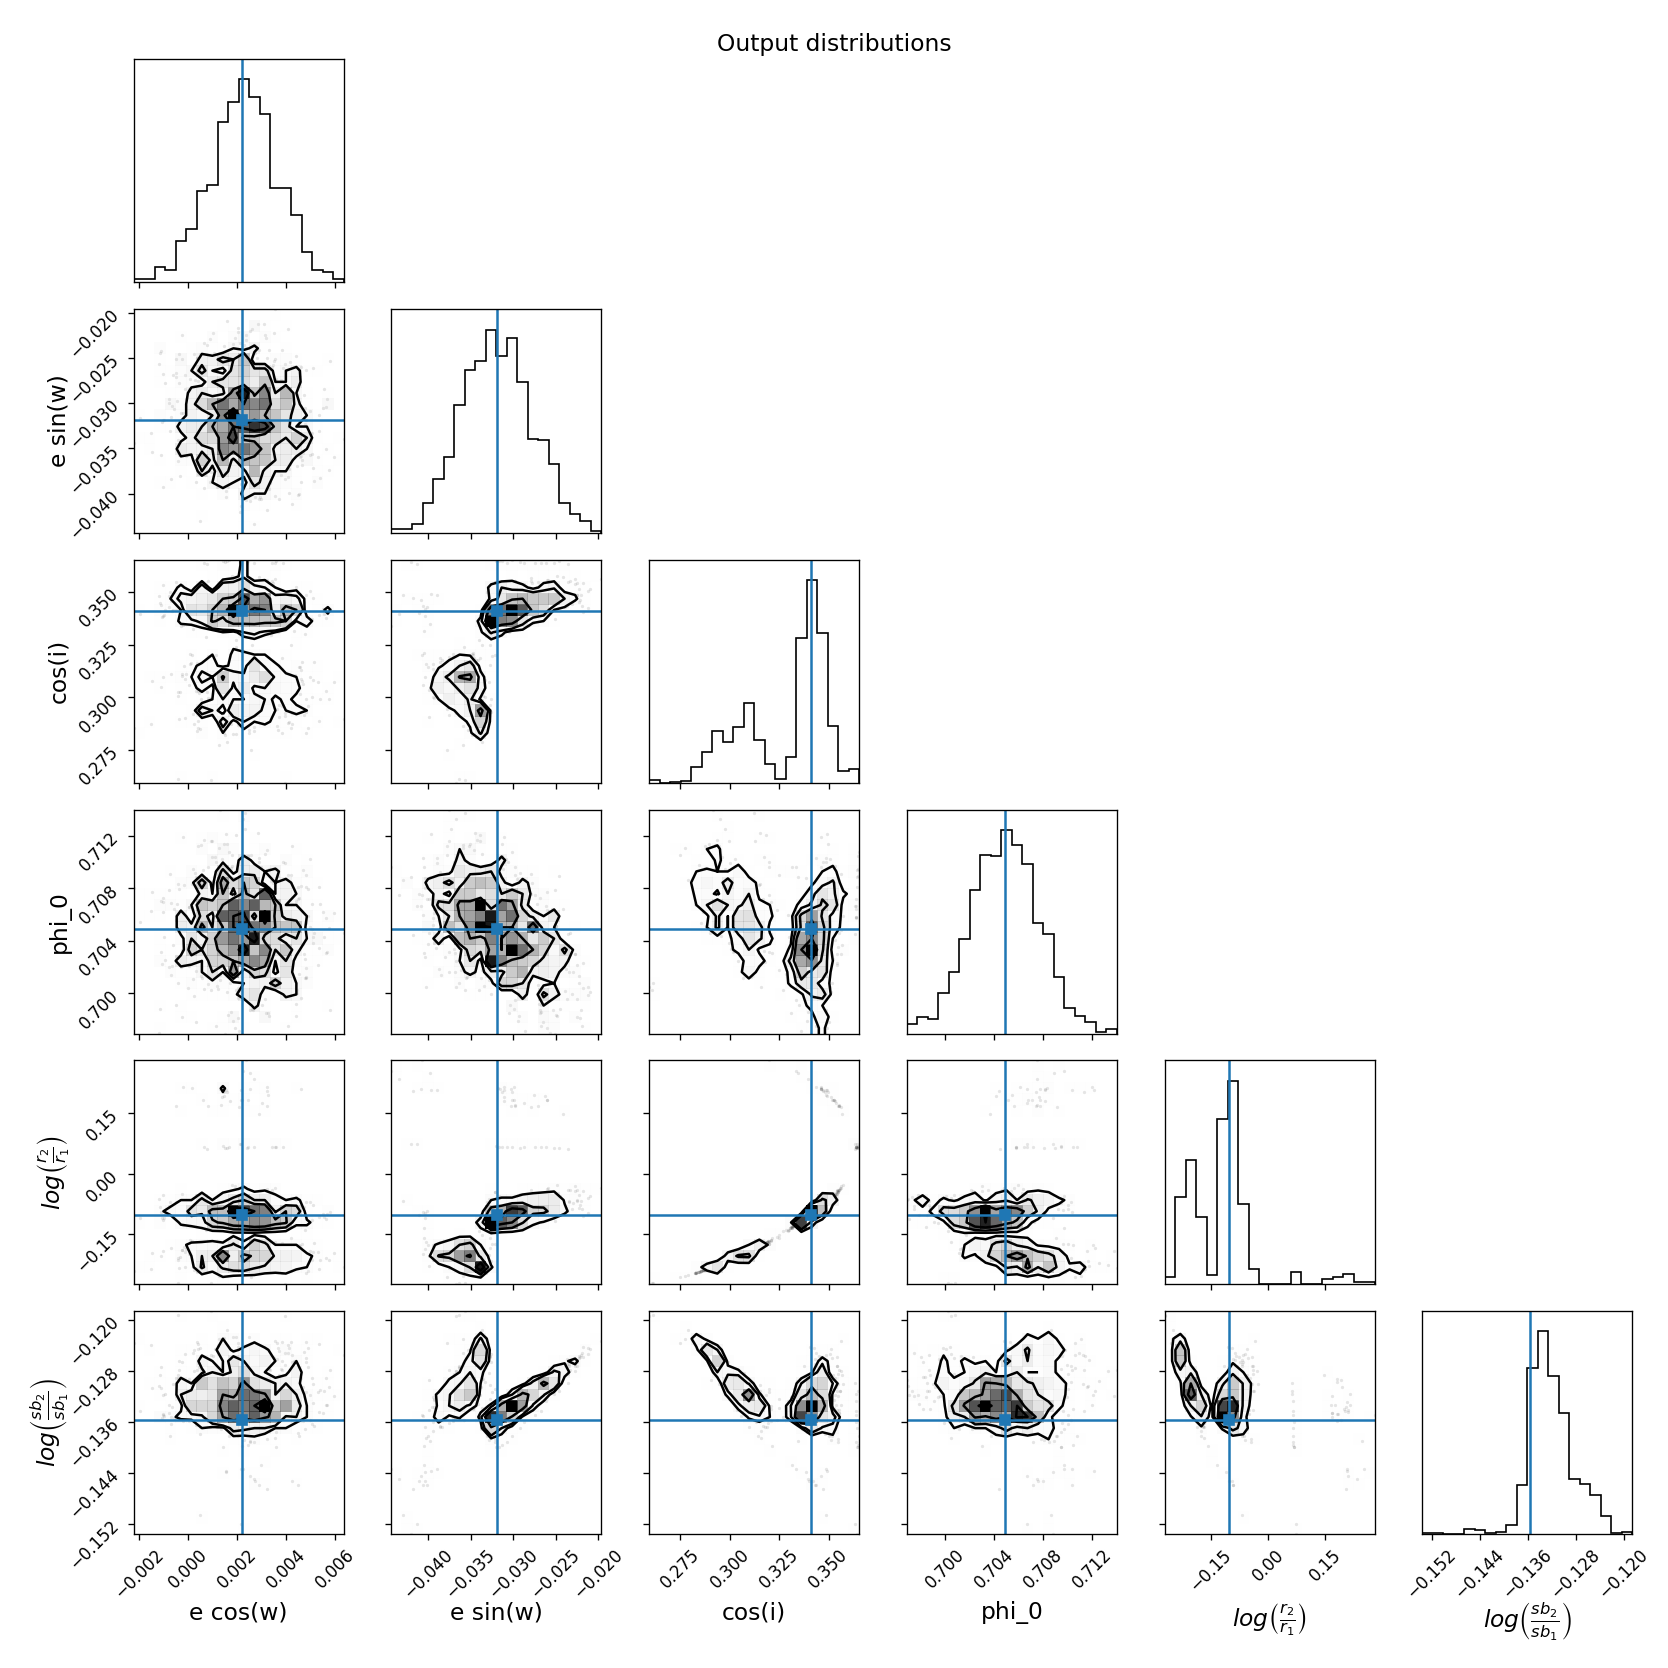 Output distributions
e sin(w)
−0.020
−0.025
−0.030
−0.035
−0.040
cos(i)
0.350
0.325
0.300
0.275
phi_0
0.712
0.708
0.704
0.700
log(r₂/r₁)
0.15
0.00
−0.15
log(sb₂/sb₁)
−0.120
−0.128
−0.136
−0.144
−0.152
−0.002 0.000 0.002 0.004 0.006
−0.040 −0.035 −0.030 −0.025 −0.020
0.275 0.300 0.325 0.350
0.700 0.704 0.708 0.712
−0.15 0.00 0.15
−0.152 −0.144 −0.136 −0.128 −0.120
e cos(w)
e sin(w)
cos(i)
phi_0
log(r₂/r₁)
log(sb₂/sb₁)